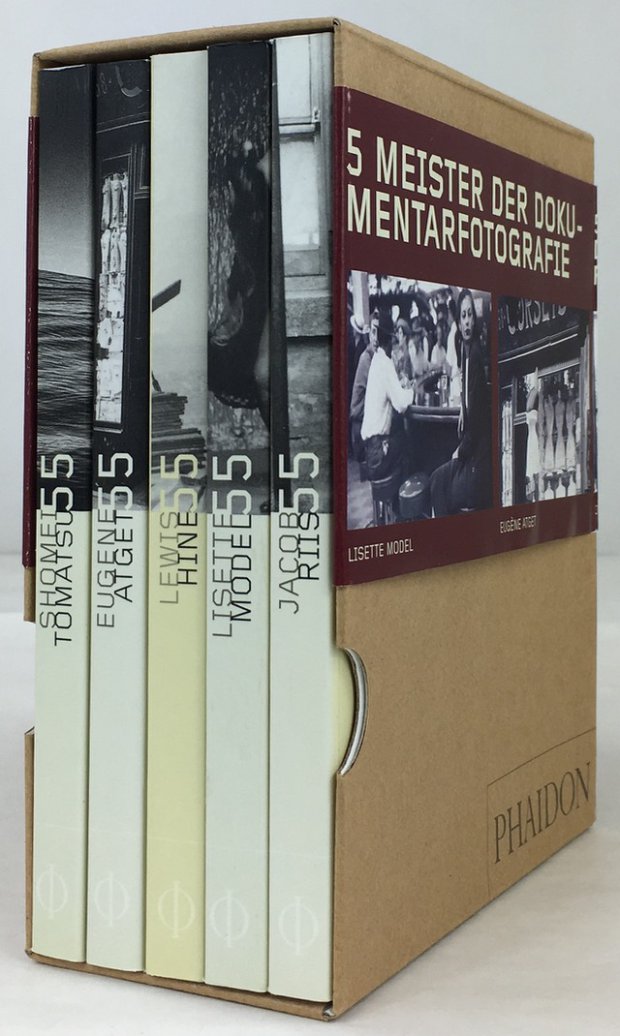 SHOMEI
TOMATSU 55
EUGENE
ATGET 55
LEWIS
HINE 55
LISETTE
MODEL 55
JACOB
RIIS 55
5 MEISTER DER DOKU-
MENTARFOTOGRAFIE
CORSETS
LISETTE MODEL
EUGÈNE ATGET
PHAIDON